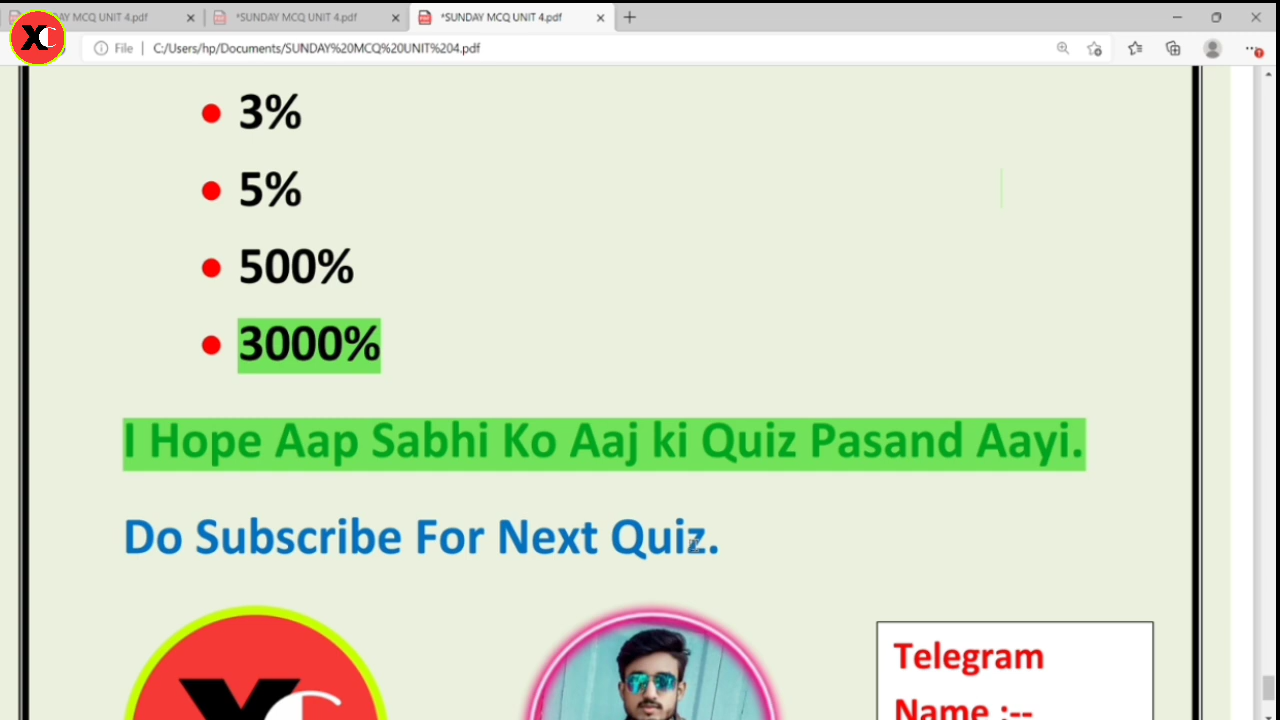 DAY MCQ UNIT 4.pdf
*SUNDAY MCQ UNIT 4.pdf
*SUNDAY MCQ UNIT 4.pdf
XC
File
C:/Users/hp/Documents/SUNDAY%20MCQ%20UNIT%204.pdf
3%
5%
500%
3000%
I Hope Aap Sabhi Ko Aaj ki Quiz Pasand Aayi.
Do Subscribe For Next Quiz.
Telegram
Name :--